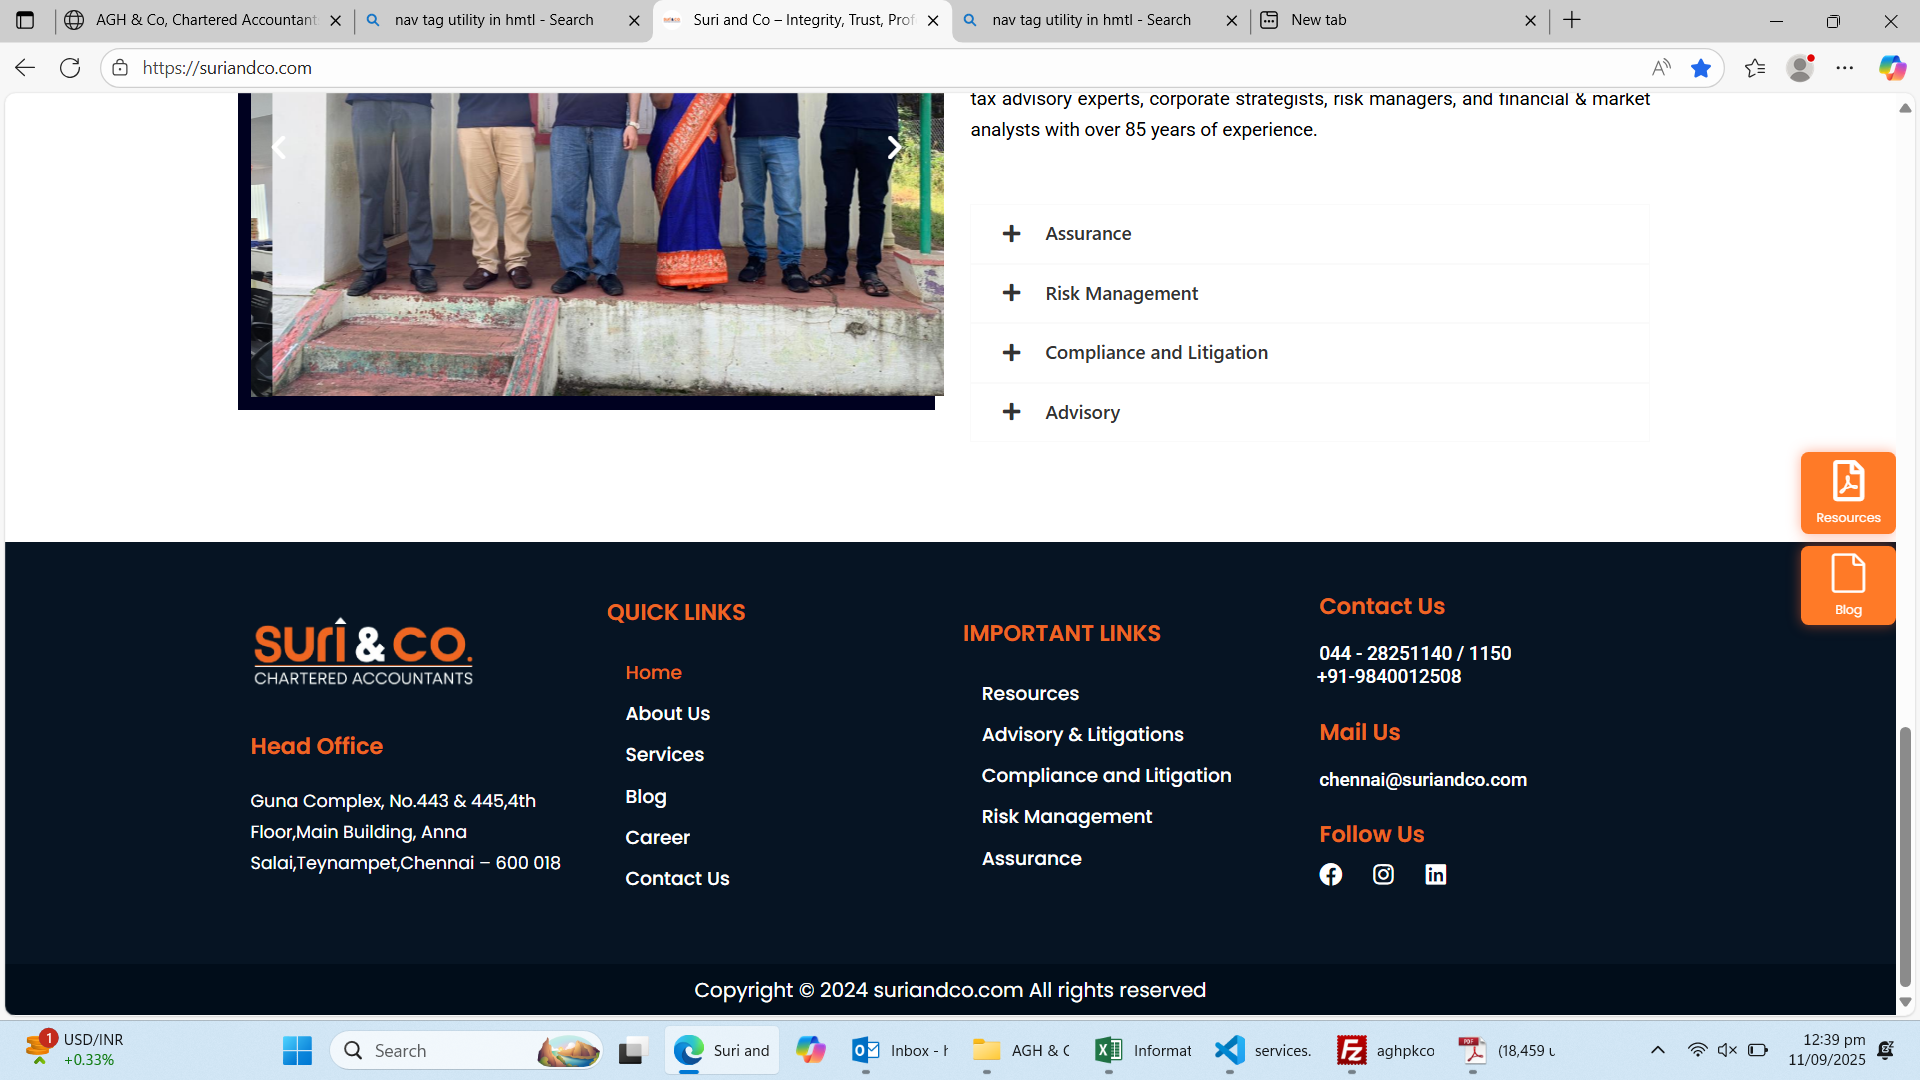 AGH & Co, Chartered Accountant
nav tag utility in hmtl - Search
Suri and Co – Integrity, Trust, Prof
nav tag utility in hmtl - Search
New tab
https://suriandco.com
tax advisory experts, corporate strategists, risk managers, and financial & market
analysts with over 85 years of experience.
Assurance
Risk Management
Compliance and Litigation
Advisory
Resources
Blog
SURI & CO.
CHARTERED ACCOUNTANTS
Head Office
Guna Complex, No.443 & 445,4th
Floor,Main Building, Anna
Salai,Teynampet,Chennai – 600 018
QUICK LINKS
Home
About Us
Services
Blog
Career
Contact Us
IMPORTANT LINKS
Resources
Advisory & Litigations
Compliance and Litigation
Risk Management
Assurance
Contact Us
044 - 28251140 / 1150
+91-9840012508
Mail Us
chennai@suriandco.com
Follow Us
Copyright © 2024 suriandco.com All rights reserved
1
USD/INR
+0.33%
Search
Suri and
Inbox - h
AGH & C
Informat
services.
aghpkco
(18,459 u
12:39 pm
11/09/2025